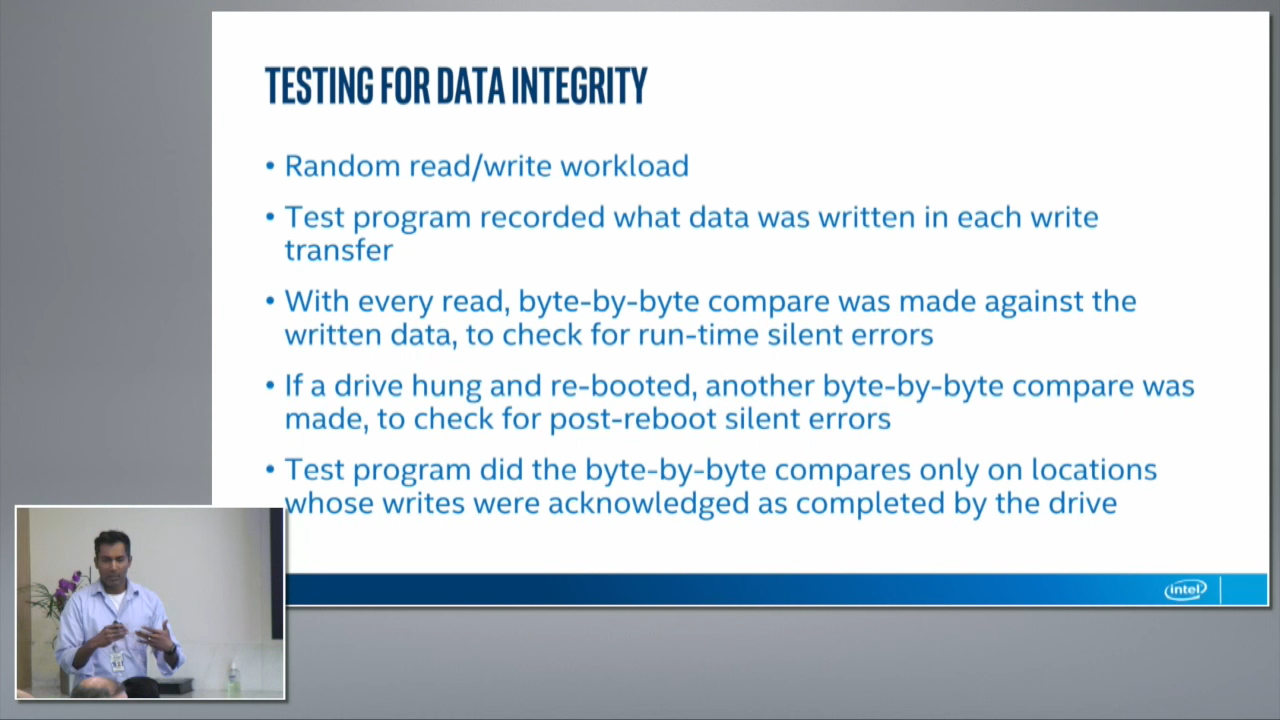 TESTING FOR DATA INTEGRITY
• Random read/write workload
• Test program recorded what data was written in each write
transfer
• With every read, byte-by-byte compare was made against the
written data, to check for run-time silent errors
• If a drive hung and re-booted, another byte-by-byte compare was
made, to check for post-reboot silent errors
• Test program did the byte-by-byte compares only on locations
whose writes were acknowledged as completed by the drive
intel